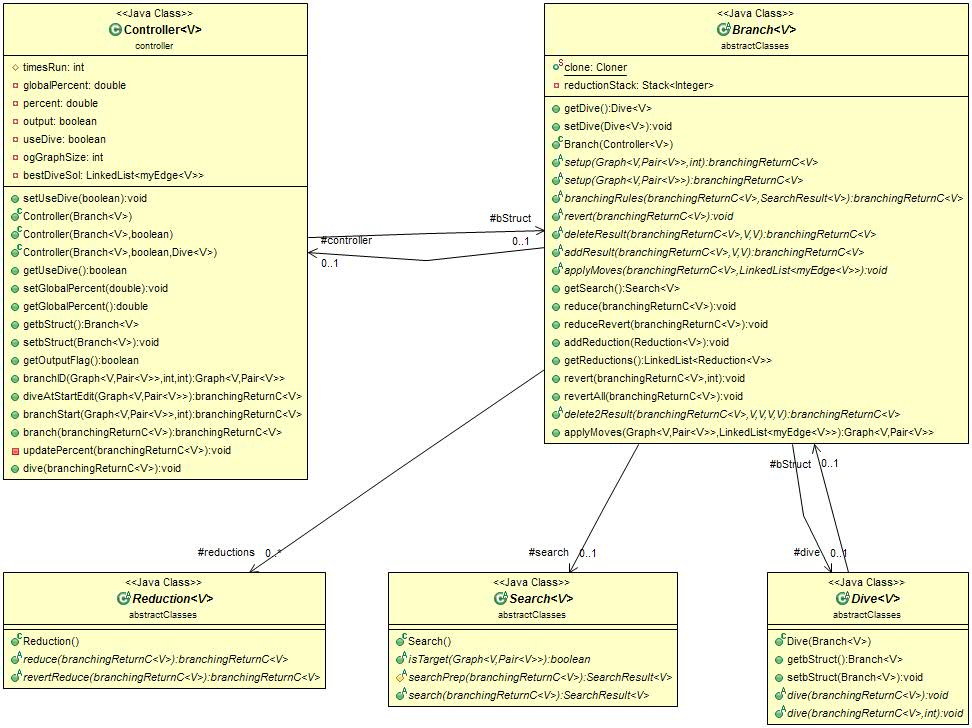 <<Java Class>>
Controller<V>
controller
timesRun: int
globalPercent: double
percent: double
output: boolean
useDive: boolean
ogGraphSize: int
bestDiveSol: LinkedList<myEdge<V>>
setUseDive(boolean):void
Controller(Branch<V>)
Controller(Branch<V>,boolean)
Controller(Branch<V>,boolean,Dive<V>)
getUseDive():boolean
setGlobalPercent(double):void
getGlobalPercent():double
getbStruct():Branch<V>
setbStruct(Branch<V>):void
getOutputFlag():boolean
branchID(Graph<V,Pair<V>>,int,int):Graph<V,Pair<V>>
diveAtStartEdit(Graph<V,Pair<V>>):branchingReturnC<V>
branchStart(Graph<V,Pair<V>>,int):branchingReturnC<V>
branch(branchingReturnC<V>):branchingReturnC<V>
updatePercent(branchingReturnC<V>):void
dive(branchingReturnC<V>):void
#bStruct
0..1
#controller
0..1
<<Java Class>>
Branch<V>
abstractClasses
clone: Cloner
reductionStack: Stack<Integer>
getDive():Dive<V>
setDive(Dive<V>):void
Branch(Controller<V>)
setup(Graph<V,Pair<V>>,int):branchingReturnC<V>
setup(Graph<V,Pair<V>>):branchingReturnC<V>
branchingRules(branchingReturnC<V>,SearchResult<V>):branchingReturnC<V>
revert(branchingReturnC<V>):void
deleteResult(branchingReturnC<V>,V,V):branchingReturnC<V>
addResult(branchingReturnC<V>,V,V):branchingReturnC<V>
applyMoves(branchingReturnC<V>,LinkedList<myEdge<V>>):void
getSearch():Search<V>
reduce(branchingReturnC<V>):void
reduceRevert(branchingReturnC<V>):void
addReduction(Reduction<V>):void
getReductions():LinkedList<Reduction<V>>
revert(branchingReturnC<V>,int):void
revertAll(branchingReturnC<V>):void
delete2Result(branchingReturnC<V>,V,V,V,V):branchingReturnC<V>
applyMoves(Graph<V,Pair<V>>,LinkedList<myEdge<V>>):Graph<V,Pair<V>>
#bStruct
0..1
#reductions
0..*
#search
0..1
#dive
0..1
<<Java Class>>
Reduction<V>
abstractClasses
Reduction()
reduce(branchingReturnC<V>):branchingReturnC<V>
revertReduce(branchingReturnC<V>):branchingReturnC<V>
<<Java Class>>
Search<V>
abstractClasses
Search()
isTarget(Graph<V,Pair<V>>):boolean
searchPrep(branchingReturnC<V>):SearchResult<V>
search(branchingReturnC<V>):SearchResult<V>
<<Java Class>>
Dive<V>
abstractClasses
Dive(Branch<V>)
getbStruct():Branch<V>
setbStruct(Branch<V>):void
dive(branchingReturnC<V>):void
dive(branchingReturnC<V>,int):void